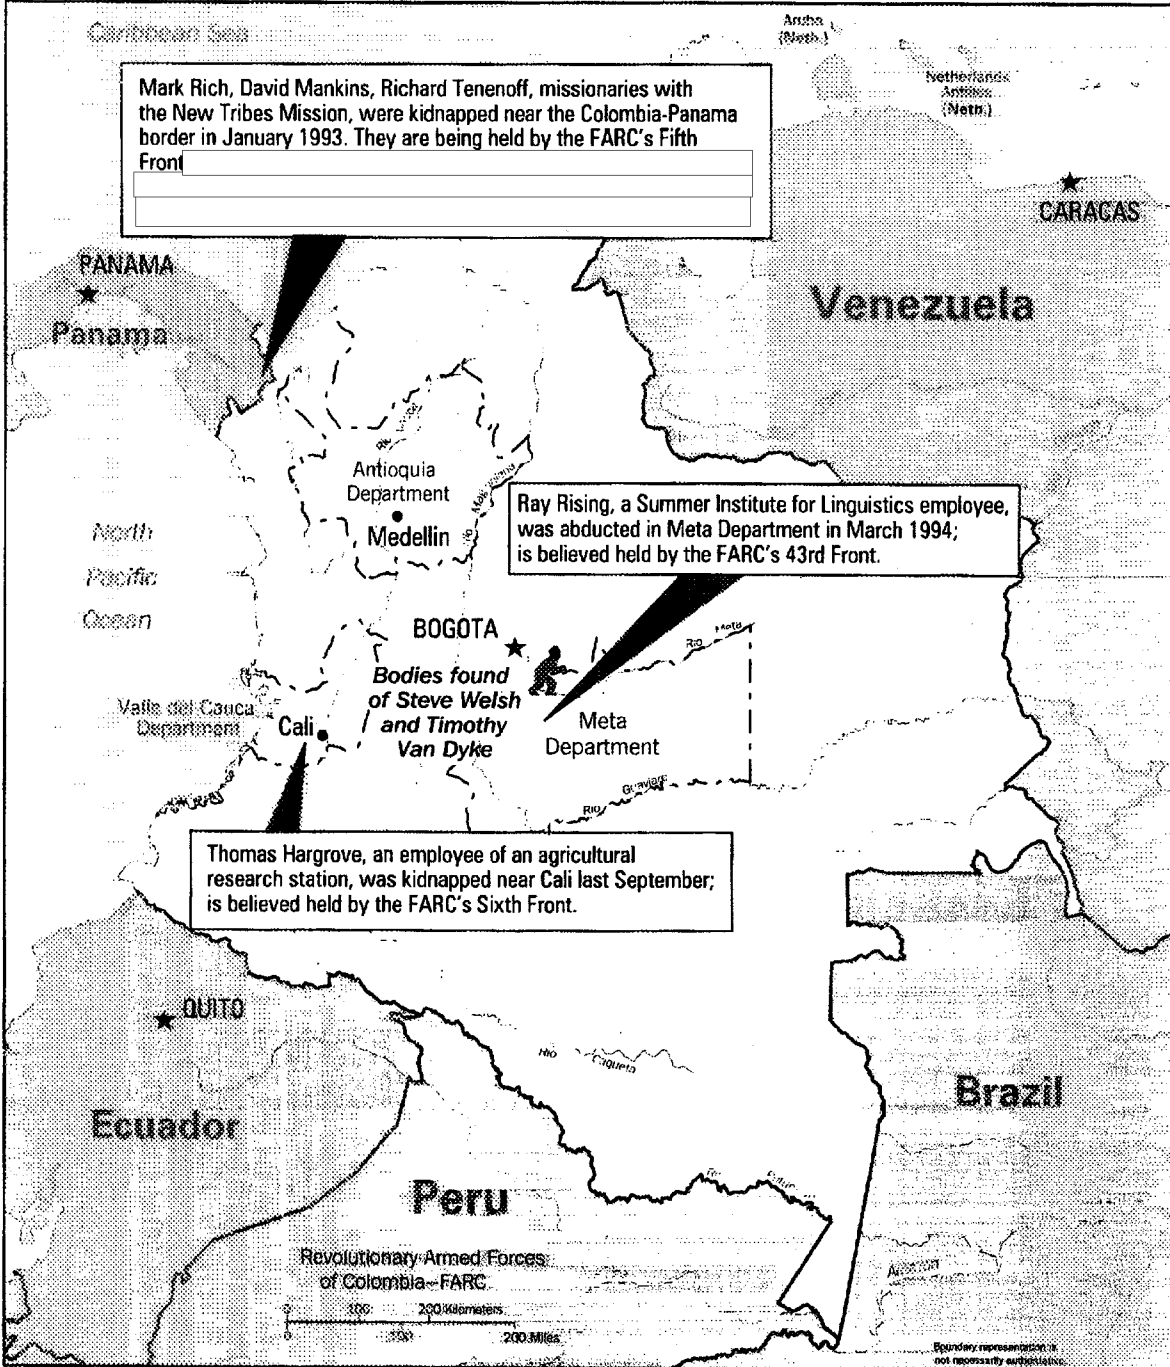 Caribbean Sea
Aruba
(Neth.)
Netherlands
Antilles
(Neth.)
Mark Rich, David Mankins, Richard Tenenoff, missionaries with
the New Tribes Mission, were kidnapped near the Colombia-Panama
border in January 1993. They are being held by the FARC's Fifth
Front
CARACAS
PANAMA
Panama
Venezuela
Antioquia
Department
Medellin
Rio Magdalena
Ray Rising, a Summer Institute for Linguistics employee,
was abducted in Meta Department in March 1994;
is believed held by the FARC's 43rd Front.
North
Pacific
Ocean
BOGOTA
Rio Meta
Bodies found
of Steve Welsh
and Timothy
Van Dyke
Valle del Cauca
Department
Cali
Meta
Department
Rio Guaviare
Thomas Hargrove, an employee of an agricultural
research station, was kidnapped near Cali last September;
is believed held by the FARC's Sixth Front.
QUITO
Rio Caqueta
Ecuador
Brazil
Peru
Revolutionary Armed Forces
of Colombia-FARC
0 100 200 Kilometers
0 100 200 Miles
Amazon
Boundary representation is
not necessarily authoritative.